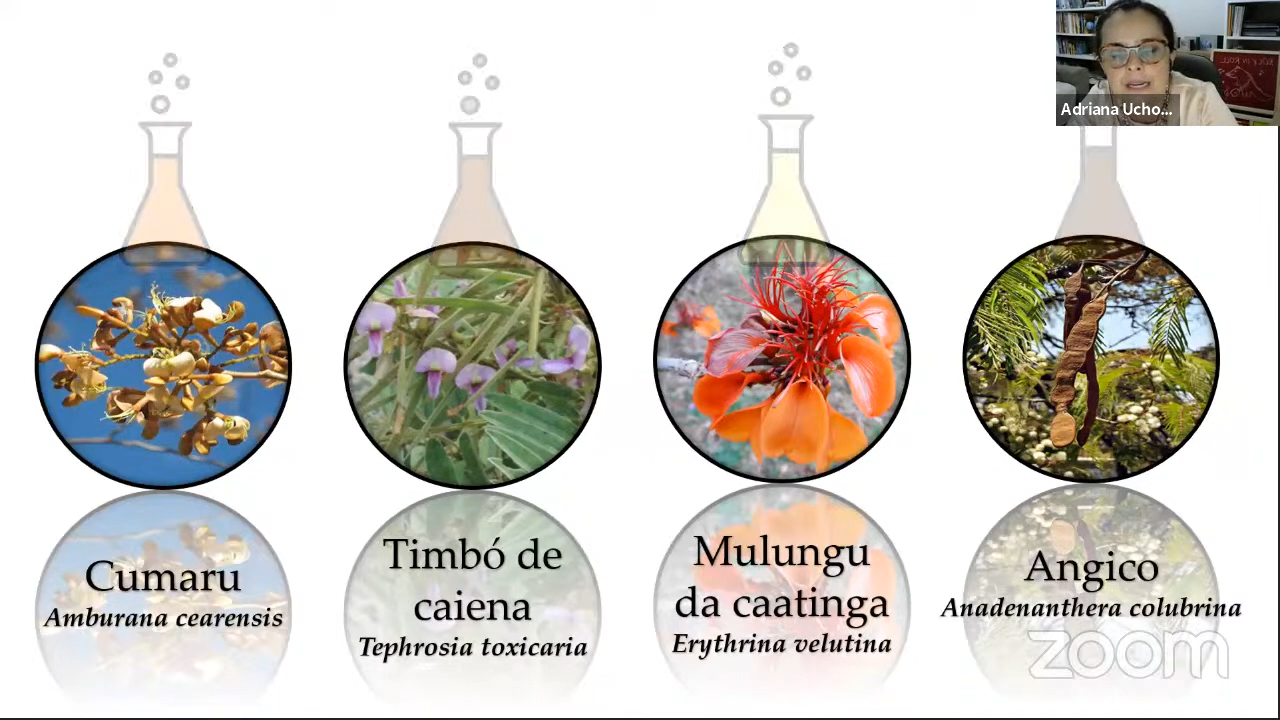 Adriana Ucho...
Cumaru
Amburana cearensis
Timbó de
caiena
Tephrosia toxicaria
Mulungu
da caatinga
Erythrina velutina
Angico
Anadenanthera colubrina
zoom